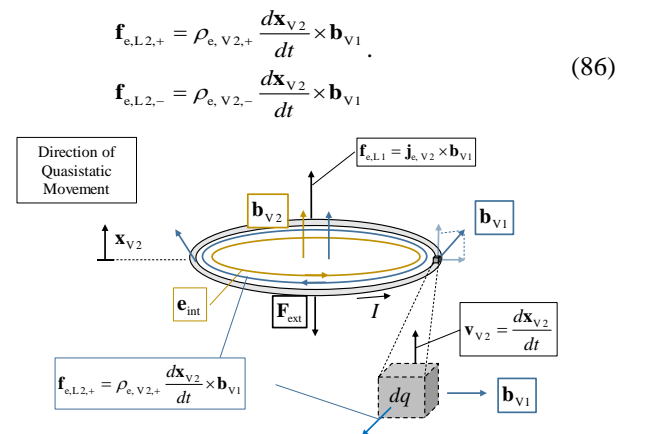 f_e,L2,+ = ρ_e,V2,+ dx_V2/dt × b_V1 .
f_e,L2,− = ρ_e,V2,− dx_V2/dt × b_V1
(86)
Direction of
Quasistatic
Movement
f_e,L1 = j_e,V2 × b_V1
b_V2
b_V1
x_V2
e_int
F_ext
I
v_V2 = dx_V2/dt
f_e,L2,+ = ρ_e,V2,+ dx_V2/dt × b_V1
dq
b_V1